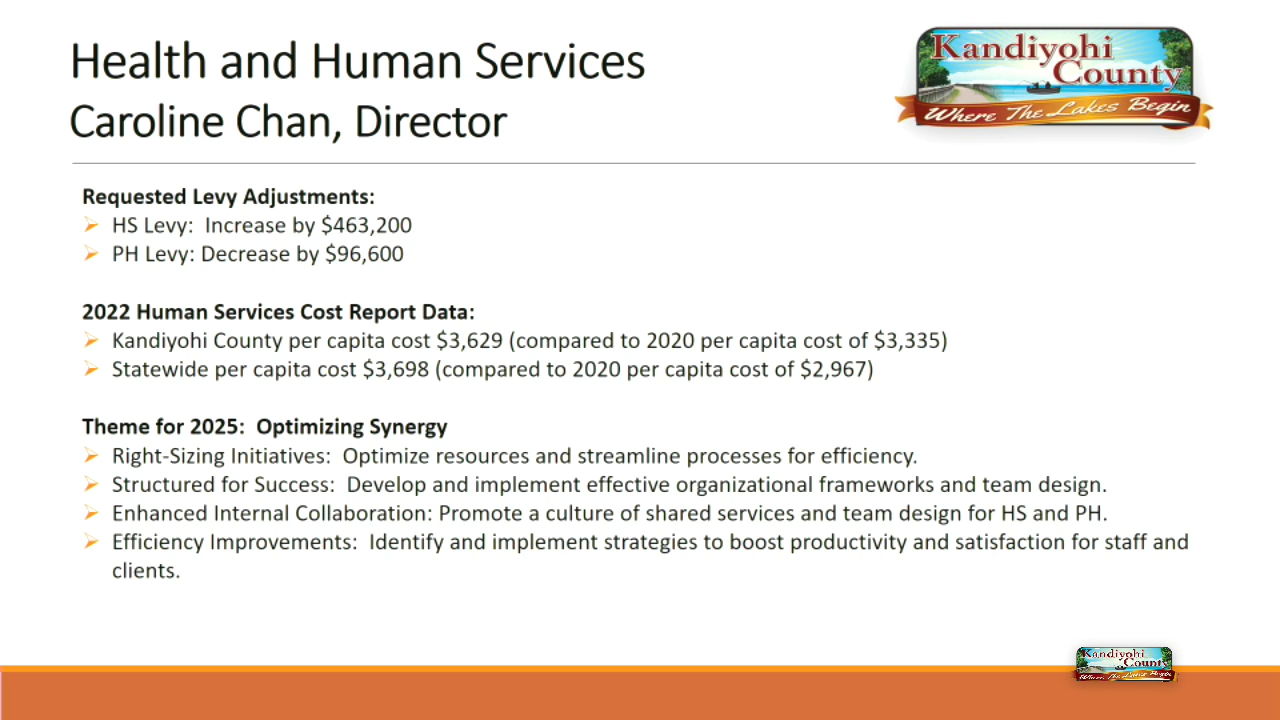 Health and Human Services
Caroline Chan, Director
Kandiyohi
County
Where The Lakes Begin
Requested Levy Adjustments:
HS Levy:  Increase by $463,200
PH Levy: Decrease by $96,600
2022 Human Services Cost Report Data:
Kandiyohi County per capita cost $3,629 (compared to 2020 per capita cost of $3,335)
Statewide per capita cost $3,698 (compared to 2020 per capita cost of $2,967)
Theme for 2025:  Optimizing Synergy
Right-Sizing Initiatives:  Optimize resources and streamline processes for efficiency.
Structured for Success:  Develop and implement effective organizational frameworks and team design.
Enhanced Internal Collaboration: Promote a culture of shared services and team design for HS and PH.
Efficiency Improvements:  Identify and implement strategies to boost productivity and satisfaction for staff and
clients.
Kandiyohi
County
Where The Lakes Begin